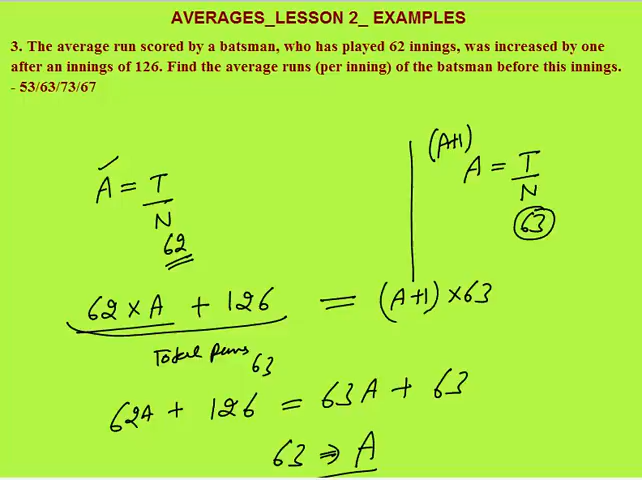 AVERAGES_LESSON 2_ EXAMPLES
3. The average run scored by a batsman, who has played 62 innings, was increased by one
after an innings of 126. Find the average runs (per inning) of the batsman before this innings.
- 53/63/73/67
A = T/N
62
(A+1)
A = T/N
63
62 × A + 126 = (A+1) × 63
Total runs 63
62A + 126 = 63A + 63
63 ⇒ A